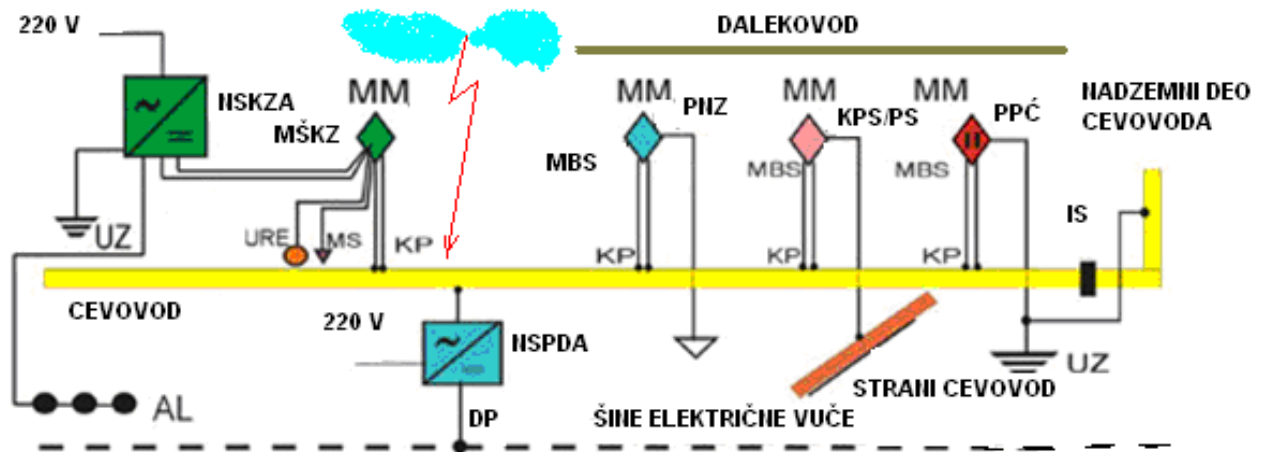 220 V
DALEKOVOD
NSKZA
MM
MŠKZ
MM
PNZ
MBS
MM
KPS/PS
MBS
MM
PPĆ
MBS
NADZEMNI DEO
CEVOVODA
IS
UZ
URE
MS
KP
KP
KP
KP
CEVOVOD
220 V
NSPDA
UZ
STRANI CEVOVOD
AL
DP
ŠINE ELEKTRIČNE VUČE